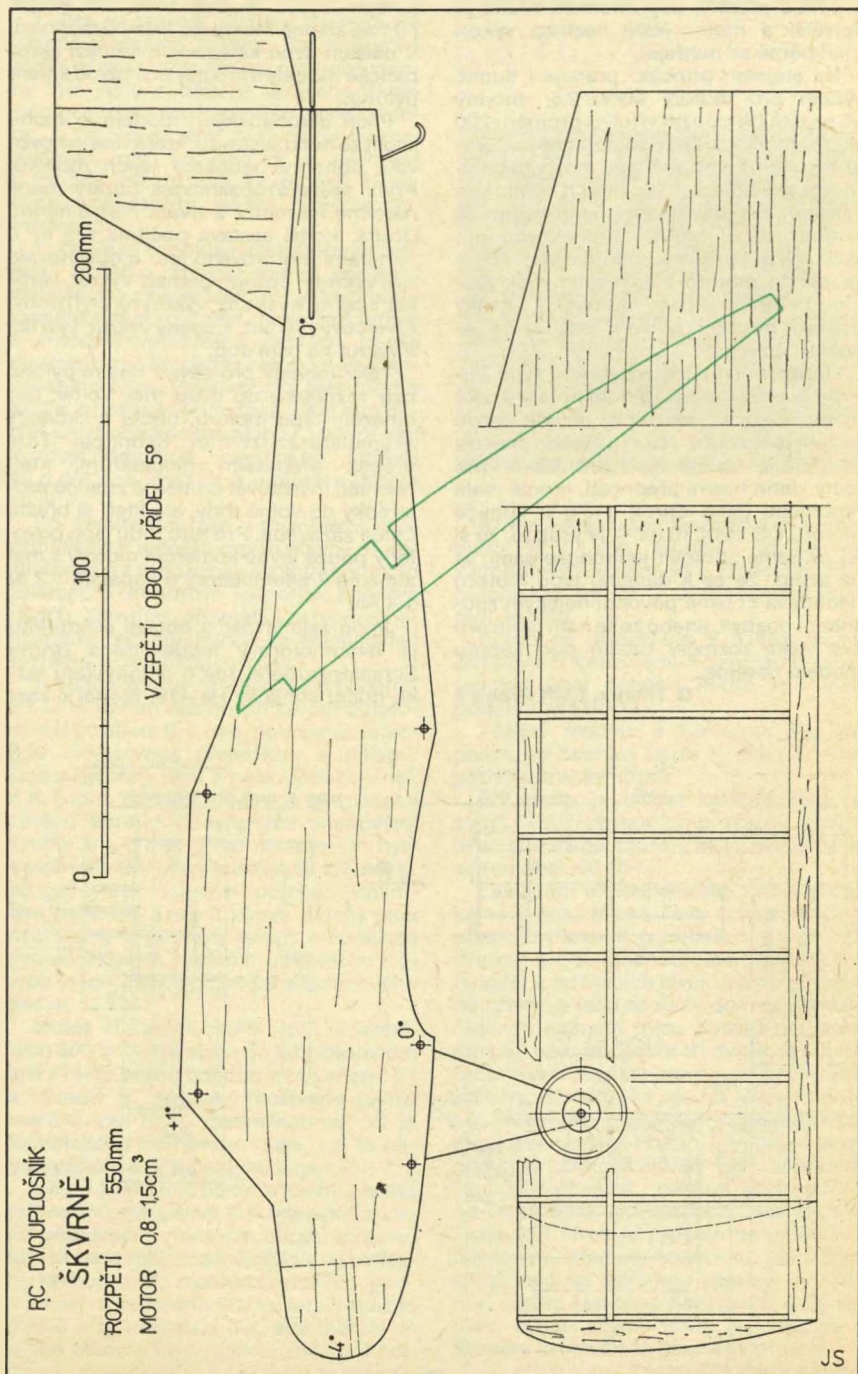 RC DVOUPLOŠNÍK
ŠKVRNĚ
ROZPĚTÍ 550mm
MOTOR 0,8-1,5cm³
-4°
+1°
0°
0 100 200mm
VZEPĚTÍ OBOU KŘÍDEL 5°
0°
JS